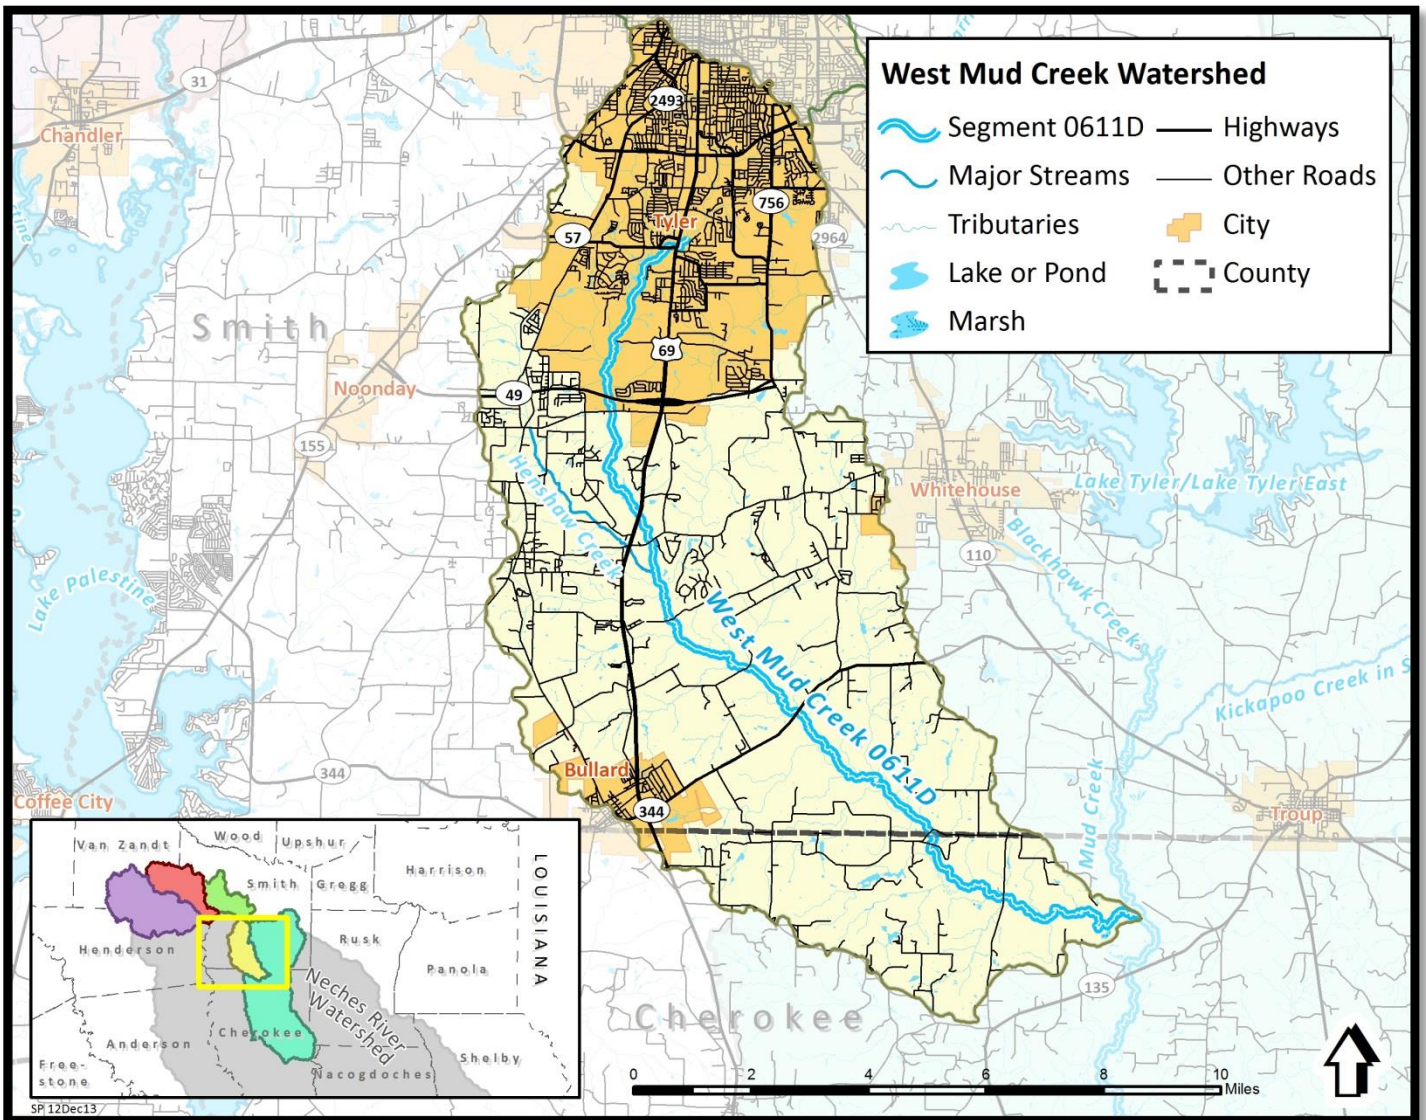 West Mud Creek Watershed
Segment 0611D
Highways
Major Streams
Other Roads
Tributaries
City
Lake or Pond
County
Marsh
31
2493
Chandler
756
Tyler
57
2964
Smith
69
Noonday
49
155
Henshaw Creek
Whitehouse
Lake Tyler/Lake Tyler East
110
Blackhawk Creek
Lake Palestine
West Mud Creek 0611D
Kickapoo Creek in S
344
Bullard
Coffee City
344
Mud Creek
Troup
135
Cherokee
Van Zandt
Wood
Upshur
Smith
Gregg
Harrison
LOUISIANA
Henderson
Rusk
Panola
Neches River
Watershed
Cherokee
Anderson
Shelby
Free-
stone
Nacogdoches
0 2 4 6 8 10
Miles
SP 12Dec13